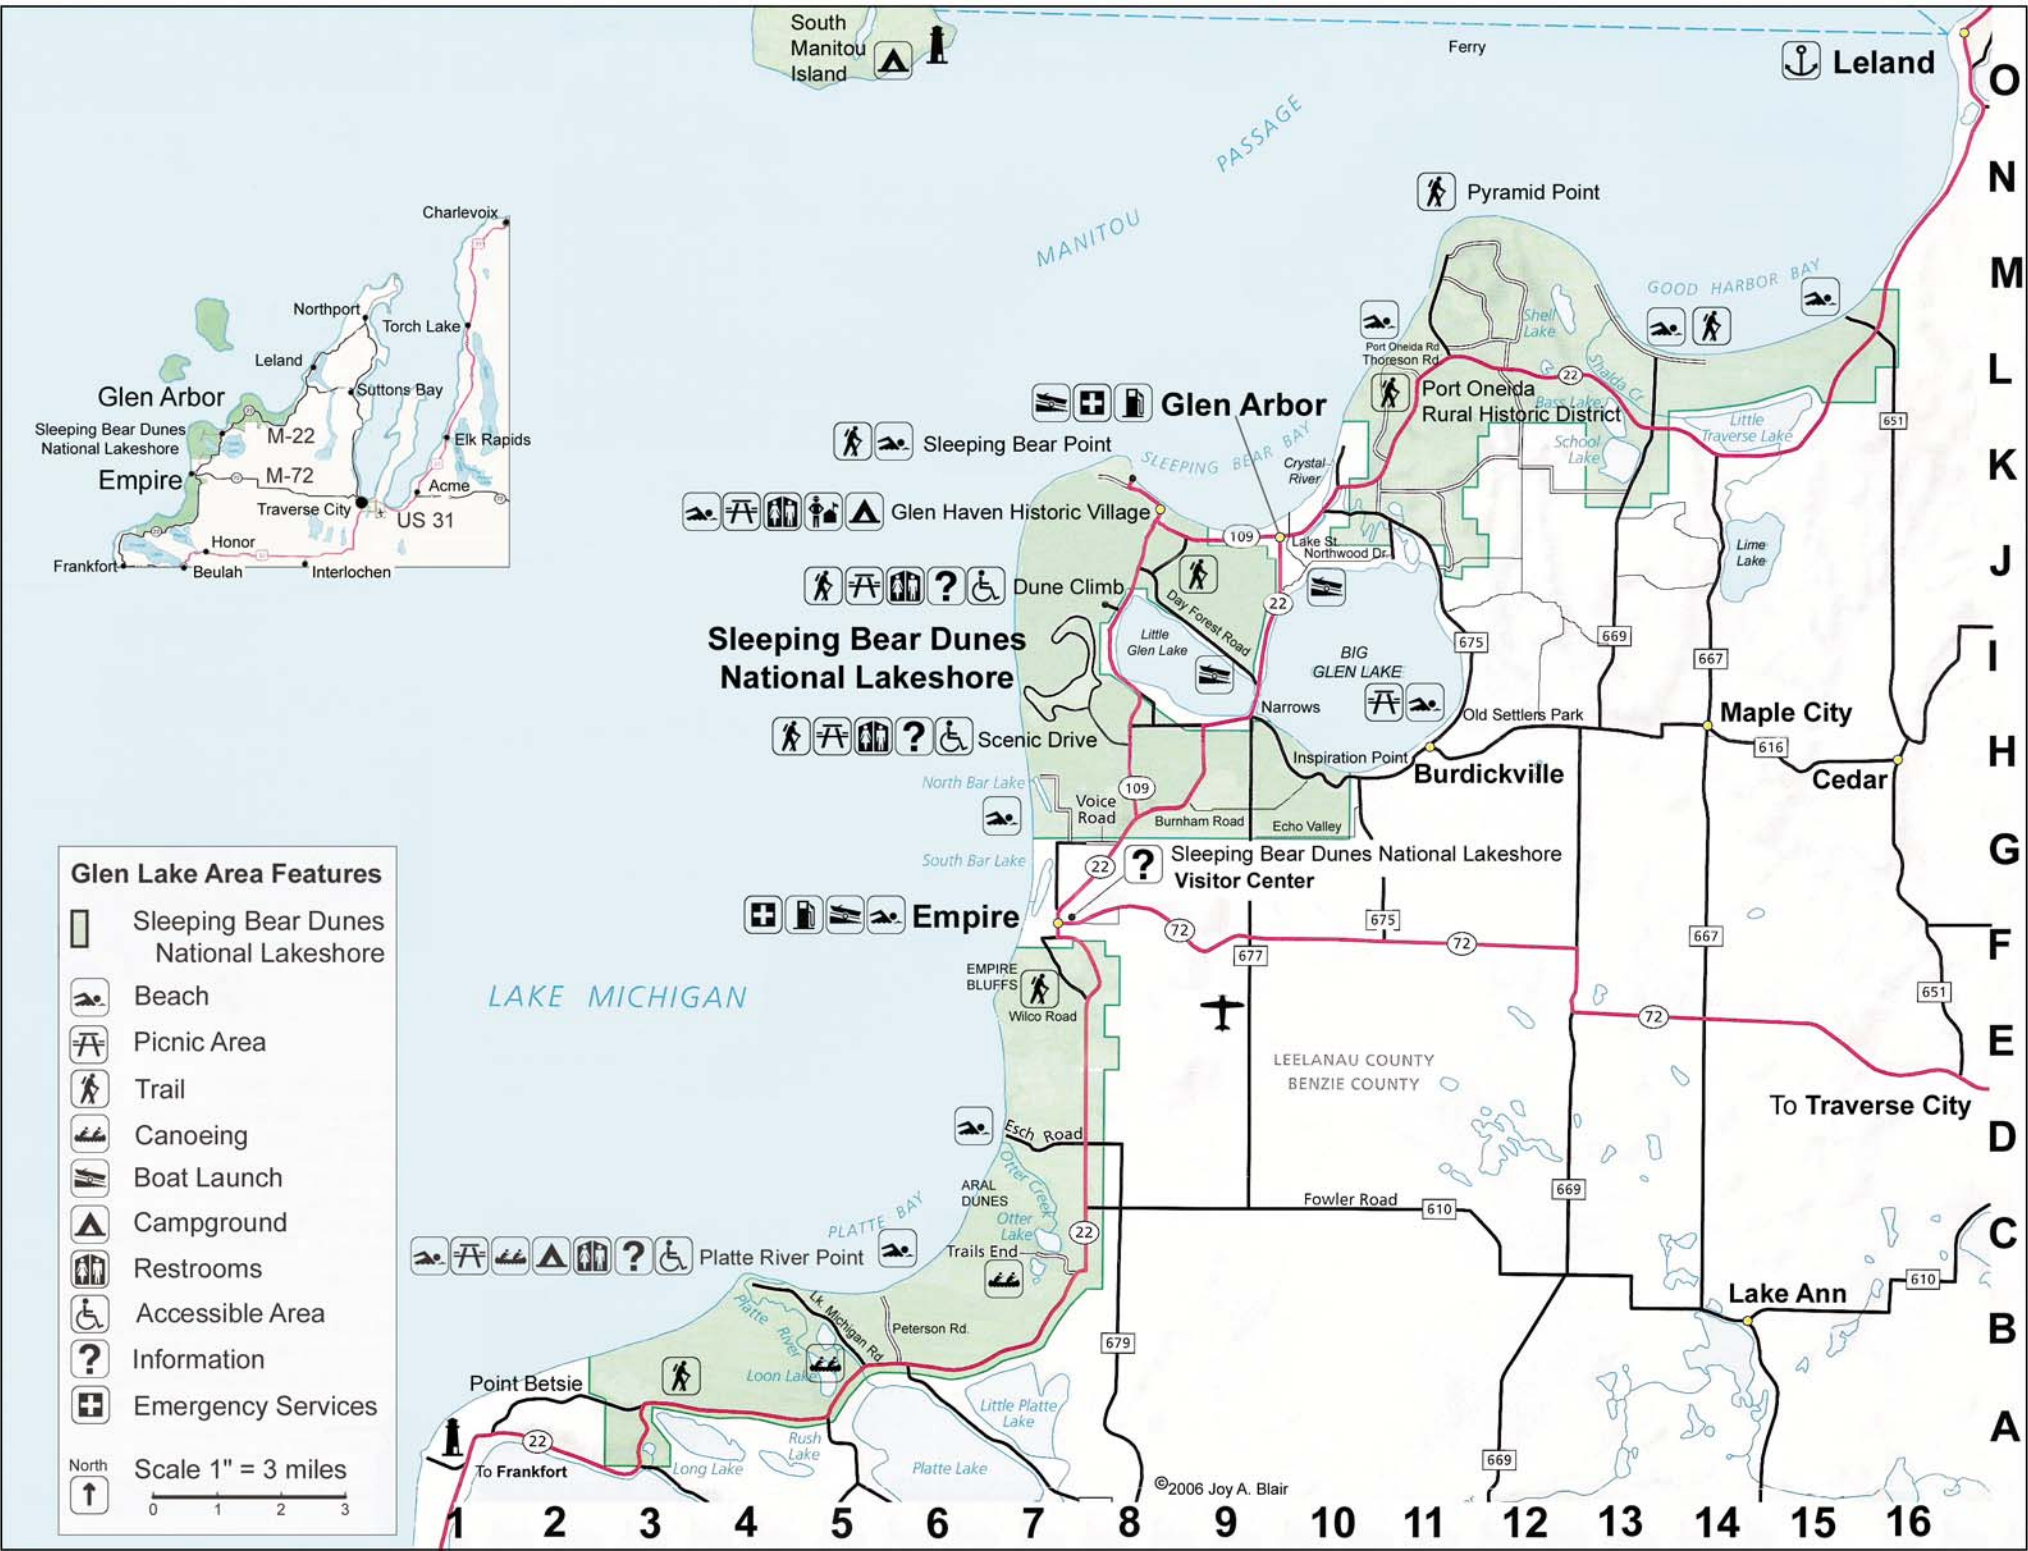 South
Manitou
Island
Ferry
Leland
O
PASSAGE
N
Pyramid Point
MANITOU
M
GOOD HARBOR BAY
Shell
Lake
Port Oneida Rd
Thoreson Rd
L
22
Shalda Cr
Port Oneida
Rural Historic District
Bass Lake
Little
Traverse Lake
651
Glen Arbor
School
Lake
Sleeping Bear Point
SLEEPING BEAR BAY
Crystal
River
K
Glen Haven Historic Village
109
Lake St.
Northwood Dr.
Lime
Lake
J
Dune Climb
22
Day Forest Road
Sleeping Bear Dunes
National Lakeshore
Little
Glen Lake
BIG
GLEN LAKE
675
669
667
I
Narrows
Old Settlers Park
Maple City
Scenic Drive
616
H
Inspiration Point
Burdickville
Cedar
North Bar Lake
109
Voice
Road
Burnham Road
Echo Valley
G
South Bar Lake
22
Sleeping Bear Dunes National Lakeshore
Visitor Center
Empire
72
675
72
667
F
677
EMPIRE
BLUFFS
Wilco Road
LAKE MICHIGAN
651
72
E
LEELANAU COUNTY
BENZIE COUNTY
To Traverse City
Esch Road
D
Otter Creek
ARAL
DUNES
669
Fowler Road
610
Otter
Lake
22
C
PLATTE BAY
Trails End
Platte River Point
610
Lake Ann
Platte River
Lk. Michigan Rd
Peterson Rd.
679
B
Loon Lake
Point Betsie
Little Platte
Lake
A
22
Rush
Lake
To Frankfort
Long Lake
Platte Lake
669
©2006 Joy A. Blair
1 2 3 4 5 6 7 8 9 10 11 12 13 14 15 16
Charlevoix
31
Northport
Torch Lake
Leland
Suttons Bay
Glen Arbor
22
M-22
Sleeping Bear Dunes
National Lakeshore
Elk Rapids
Empire
72
M-72
31
Acme
72
Traverse City
US 31
22
Honor
31
Frankfort
Beulah
Interlochen
Glen Lake Area Features
Sleeping Bear Dunes
National Lakeshore
Beach
Picnic Area
Trail
Canoeing
Boat Launch
Campground
Restrooms
Accessible Area
? Information
Emergency Services
North
Scale 1" = 3 miles
0 1 2 3